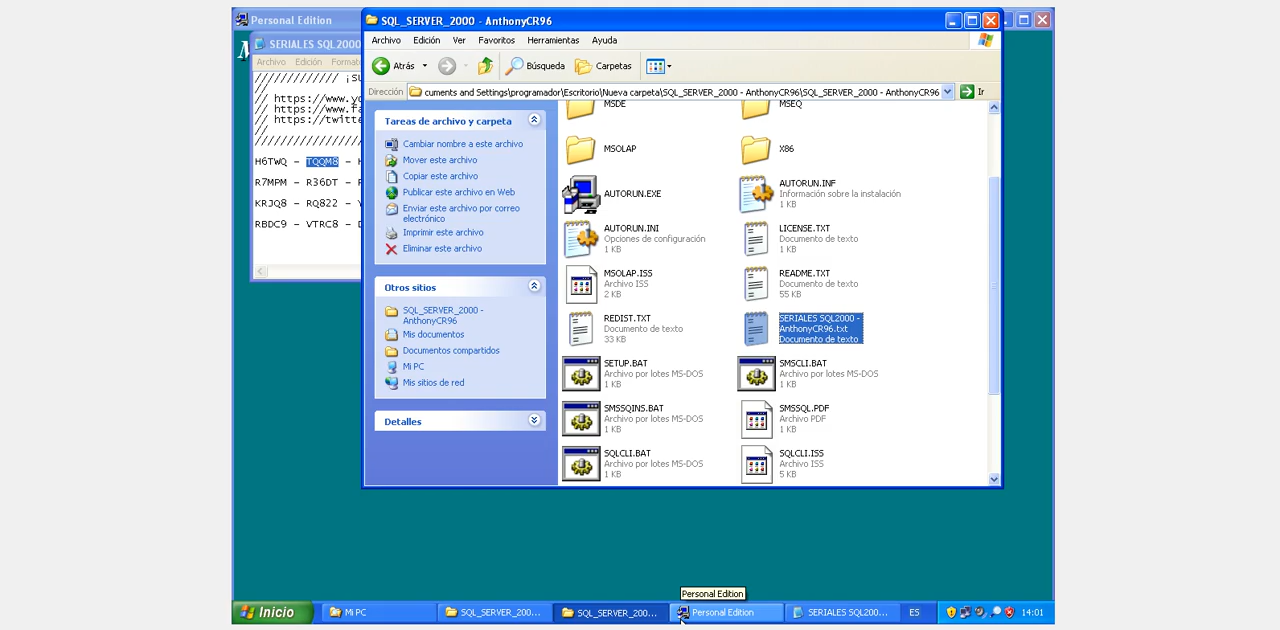 Personal Edition
SERIALES SQL2000
Archivo Edición Formato
///////////// ¡SU
//
// https://www.yo
// https://www.fa
// https://twitte
//
H6TWQ - TQQM8 - H
R7MPM - R36DT -
KRJQ8 - RQ822 - Y
RBDC9 - VTRC8 - D
SQL_SERVER_2000 - AnthonyCR96
Archivo Edición Ver Favoritos Herramientas Ayuda
Atrás Búsqueda Carpetas
Dirección cuments and Settings\programador\Escritorio\Nueva carpeta\SQL_SERVER_2000 - AnthonyCR96\SQL_SERVER_2000 - AnthonyCR96 Ir
Tareas de archivo y carpeta
Cambiar nombre a este archivo
Mover este archivo
Copiar este archivo
Publicar este archivo en Web
Enviar este archivo por correo
electrónico
Imprimir este archivo
Eliminar este archivo
Otros sitios
SQL_SERVER_2000 -
AnthonyCR96
Mis documentos
Documentos compartidos
Mi PC
Mis sitios de red
Detalles
MSDE
MSEQ
MSOLAP
X86
AUTORUN.EXE
AUTORUN.INF
Información sobre la instalación
1 KB
AUTORUN.INI
Opciones de configuración
1 KB
LICENSE.TXT
Documento de texto
1 KB
MSOLAP.ISS
Archivo ISS
2 KB
README.TXT
Documento de texto
55 KB
REDIST.TXT
Documento de texto
33 KB
SERIALES SQL2000 -
AnthonyCR96.txt
Documento de texto
SETUP.BAT
Archivo por lotes MS-DOS
1 KB
SMSCLI.BAT
Archivo por lotes MS-DOS
1 KB
SMSSQINS.BAT
Archivo por lotes MS-DOS
1 KB
SMSSQL.PDF
Archivo PDF
1 KB
SQLCLI.BAT
Archivo por lotes MS-DOS
1 KB
SQLCLI.ISS
Archivo ISS
5 KB
Personal Edition
Inicio Mi PC SQL_SERVER_200... SQL_SERVER_200... Personal Edition SERIALES SQL200... ES 14:01